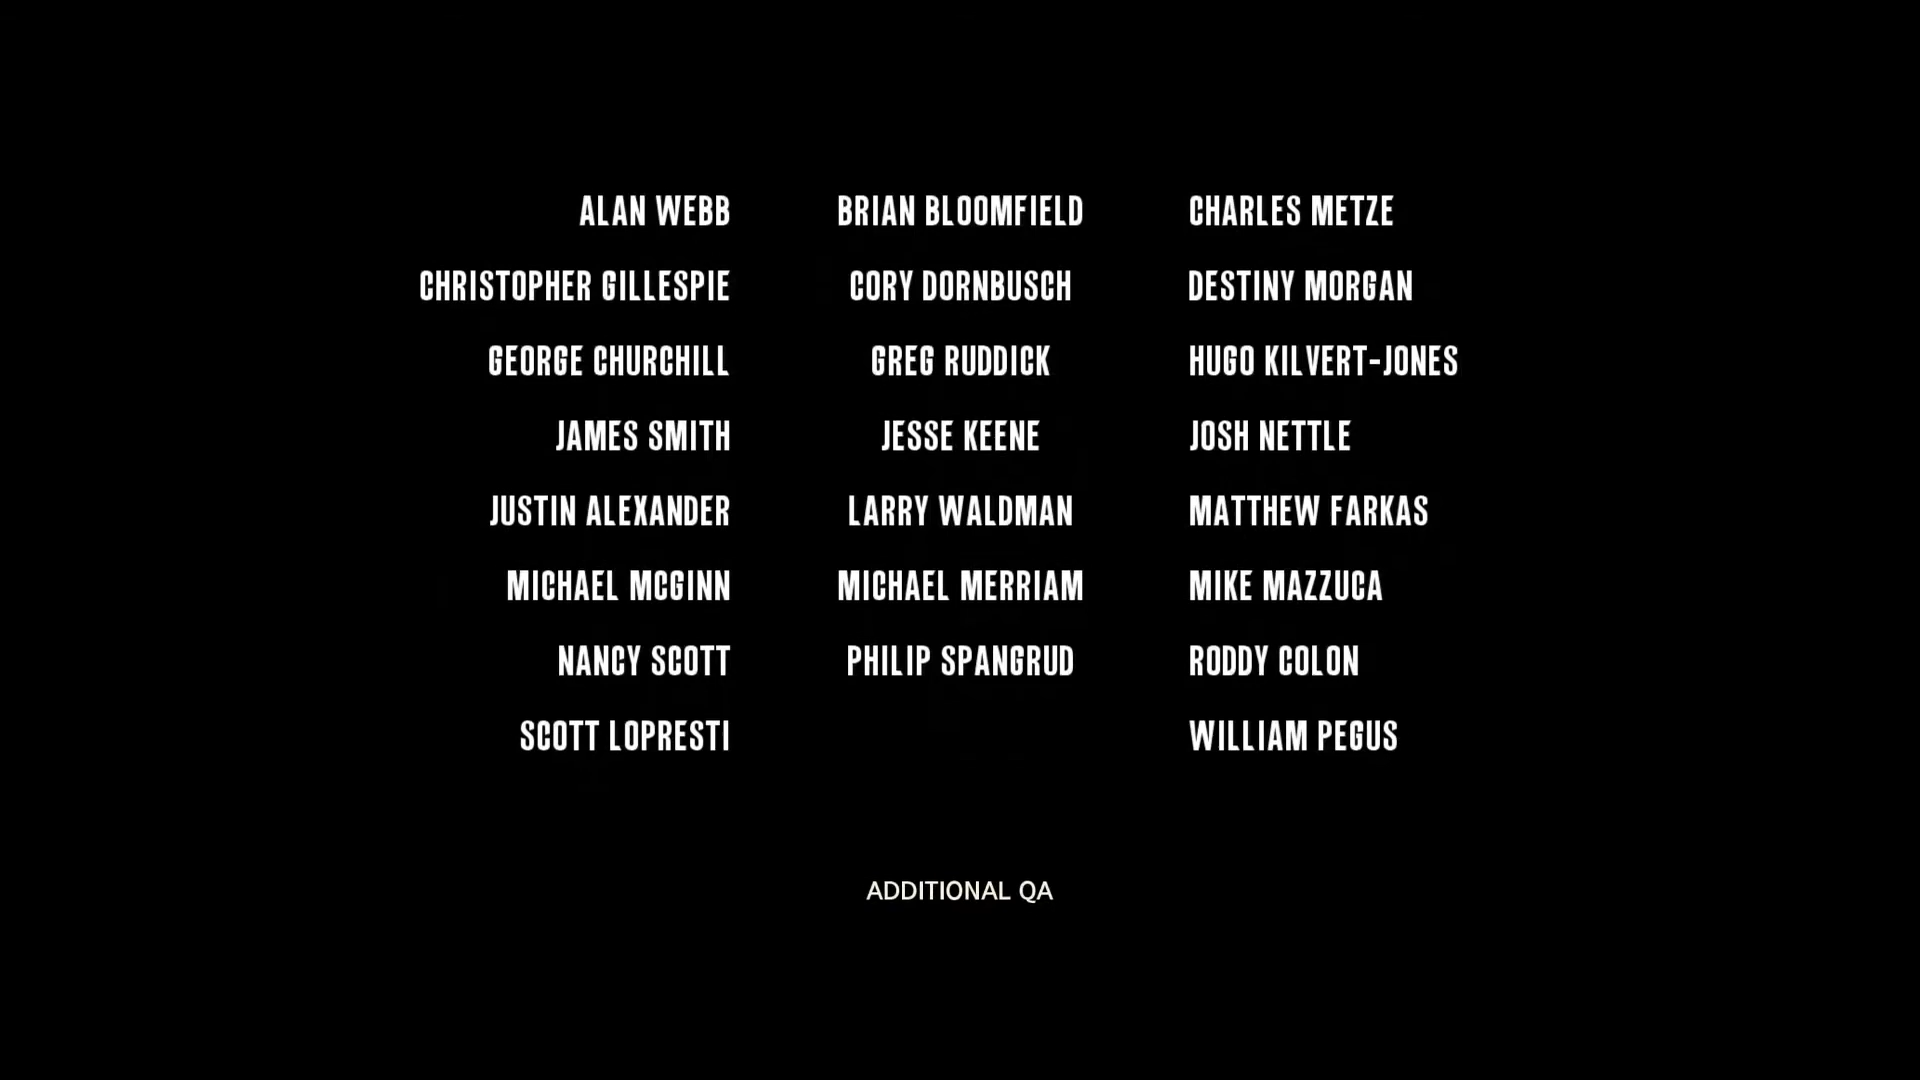 ALAN WEBB BRIAN BLOOMFIELD CHARLES METZE
CHRISTOPHER GILLESPIE CORY DORNBUSCH DESTINY MORGAN
GEORGE CHURCHILL GREG RUDDICK HUGO KILVERT-JONES
JAMES SMITH JESSE KEENE JOSH NETTLE
JUSTIN ALEXANDER LARRY WALDMAN MATTHEW FARKAS
MICHAEL MCGINN MICHAEL MERRIAM MIKE MAZZUCA
NANCY SCOTT PHILIP SPANGRUD RODDY COLON
SCOTT LOPRESTI WILLIAM PEGUS
ADDITIONAL QA